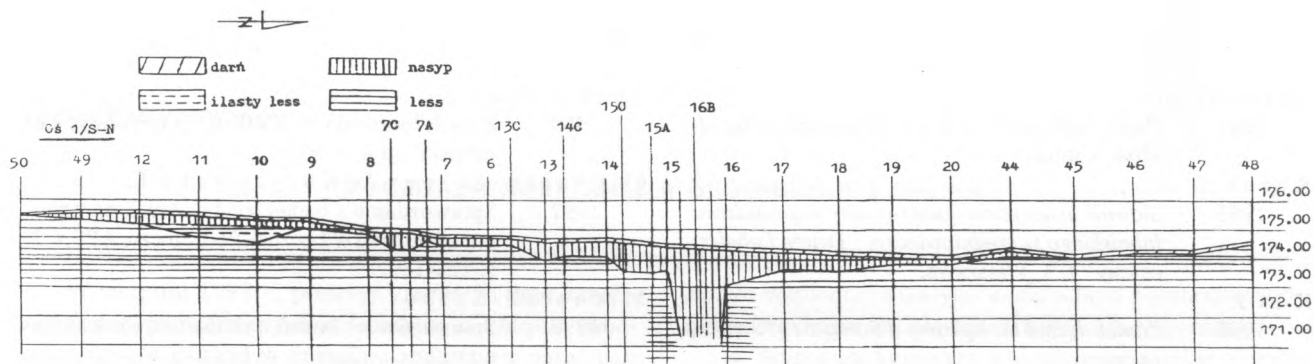 N
darń nasyp
ilasty less less
15C 16B
Oś 1/S-N 7C 7A 13C 14C 15A
50 49 12 11 10 9 8 7 6 13 14 15 16 17 18 19 20 44 45 46 47 48
176.00
175.00
174.00
173.00
172.00
171.00